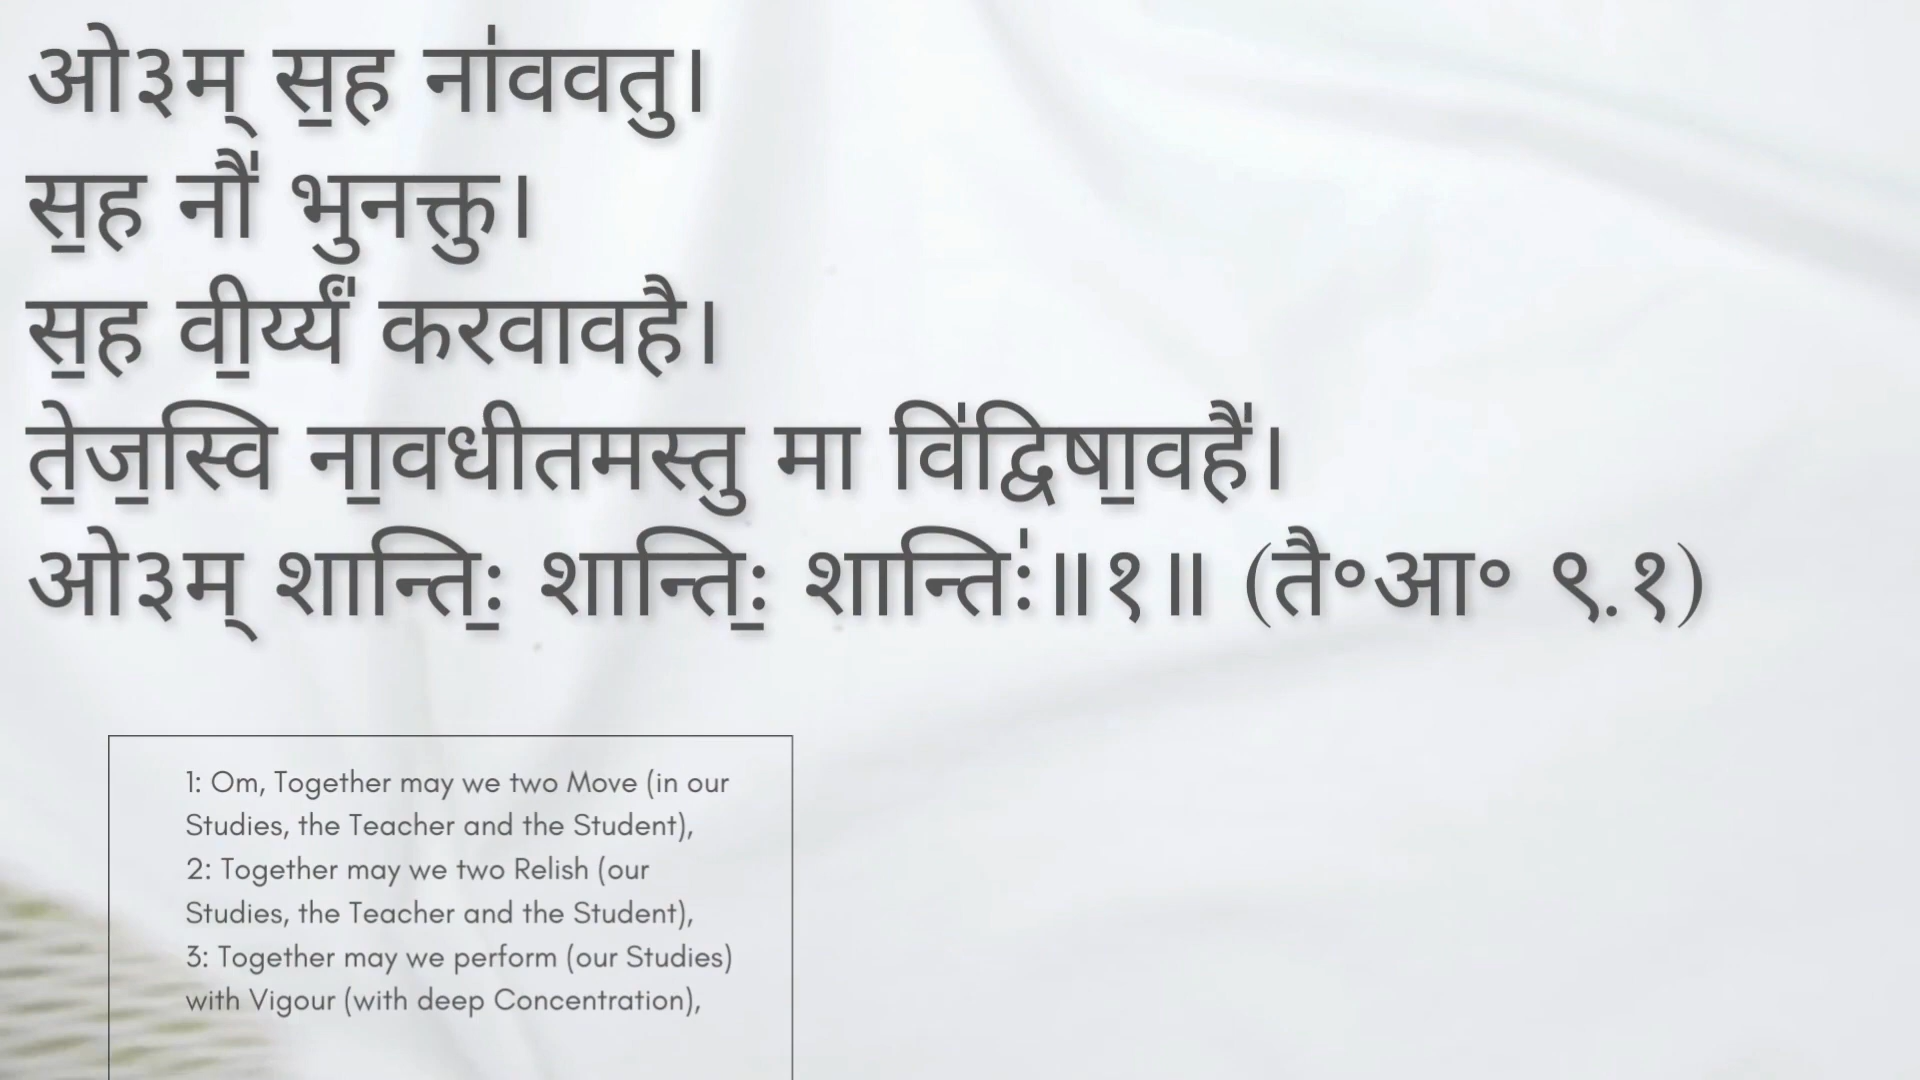 ओ३म् स॒ह ना॑ववतु।
स॒ह नौ॑ भुनक्तु।
स॒ह वी॒र्य्यं॑ करवावहै।
ते॒ज॒स्वि ना॒वधीतमस्तु मा वि॑द्विषा॒वहै॑।
ओ३म् शान्तिः॒ शान्तिः॒ शान्तिः॑॥१॥ (तै॰आ॰ ९.१)
1: Om, Together may we two Move (in our
Studies, the Teacher and the Student),
2: Together may we two Relish (our
Studies, the Teacher and the Student),
3: Together may we perform (our Studies)
with Vigour (with deep Concentration),